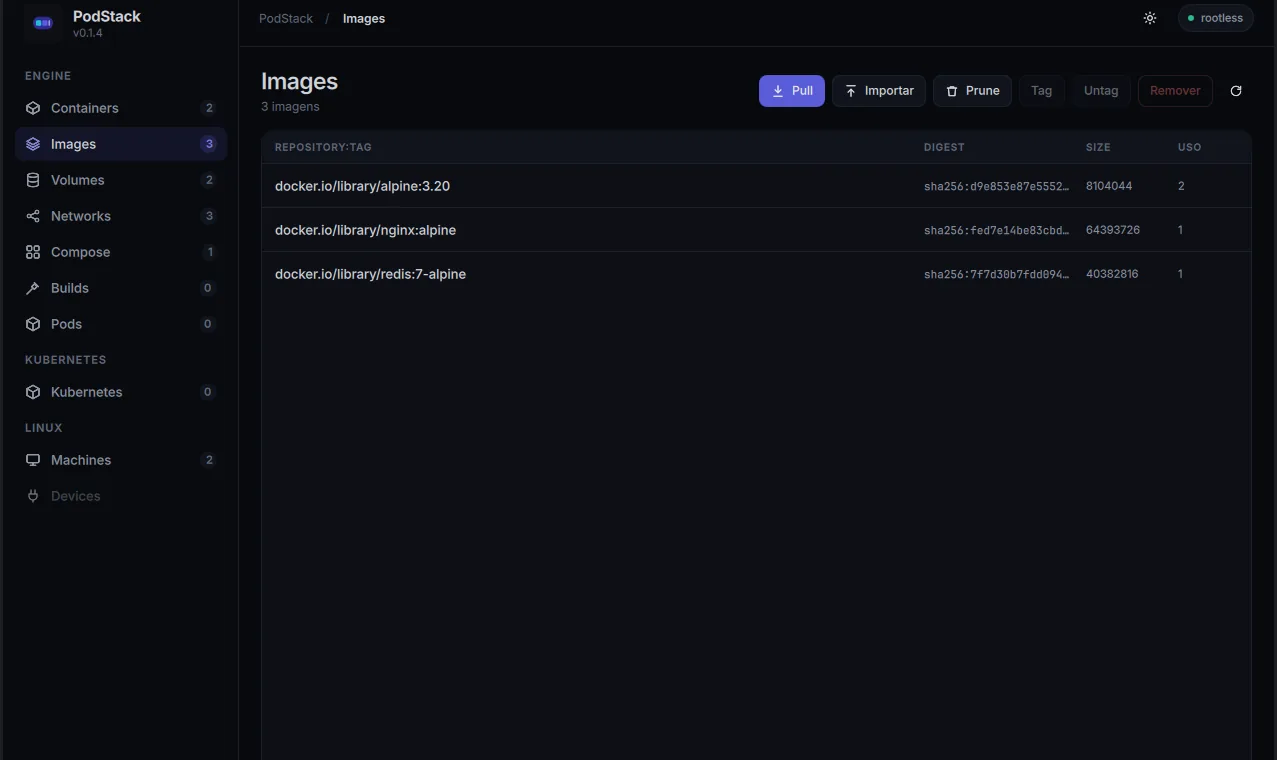 PodStack
v0.1.4
ENGINE
Containers 2
Images 3
Volumes 2
Networks 3
Compose 1
Builds 0
Pods 0
KUBERNETES
Kubernetes 0
LINUX
Machines 2
Devices
PodStack / Images
rootless
Images
3 imagens
Pull Importar Prune Tag Untag Remover
REPOSITORY:TAG DIGEST SIZE USO
docker.io/library/alpine:3.20 sha256:d9e853e87e5552… 8104044 2
docker.io/library/nginx:alpine sha256:fed7e14be83cbd… 64393726 1
docker.io/library/redis:7-alpine sha256:7f7d30b7fdd094… 40382816 1